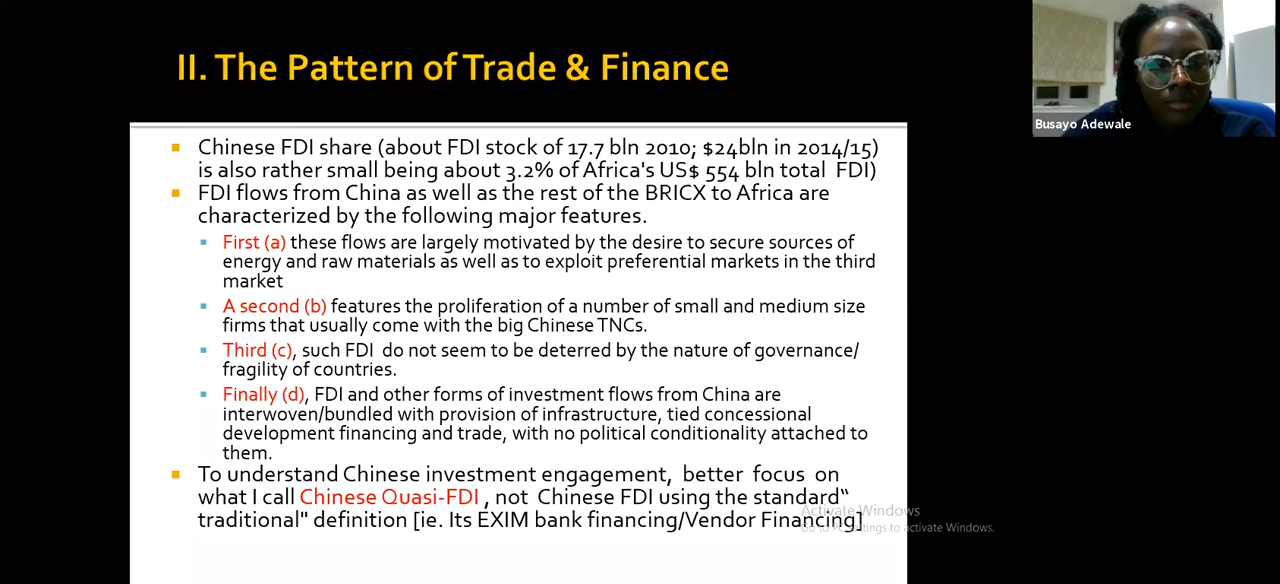 II. The Pattern of Trade & Finance
Busayo Adewale
Chinese FDI share (about FDI stock of 17.7 bln 2010; $24bln in 2014/15)
is also rather small being about 3.2% of Africa's US$ 554 bln total FDI)
FDI flows from China as well as the rest of the BRICX to Africa are
characterized by the following major features.
First (a) these flows are largely motivated by the desire to secure sources of
energy and raw materials as well as to exploit preferential markets in the third
market
A second (b) features the proliferation of a number of small and medium size
firms that usually come with the big Chinese TNCs.
Third (c), such FDI do not seem to be deterred by the nature of governance/
fragility of countries.
Finally (d), FDI and other forms of investment flows from China are
interwoven/bundled with provision of infrastructure, tied concessional
development financing and trade, with no political conditionality attached to
them.
To understand Chinese investment engagement, better focus on
what I call Chinese Quasi-FDI , not Chinese FDI using the standard“
traditional" definition [ie. Its EXIM bank financing/Vendor Financing]
Activate Windows
Go to PC settings to activate Windows.